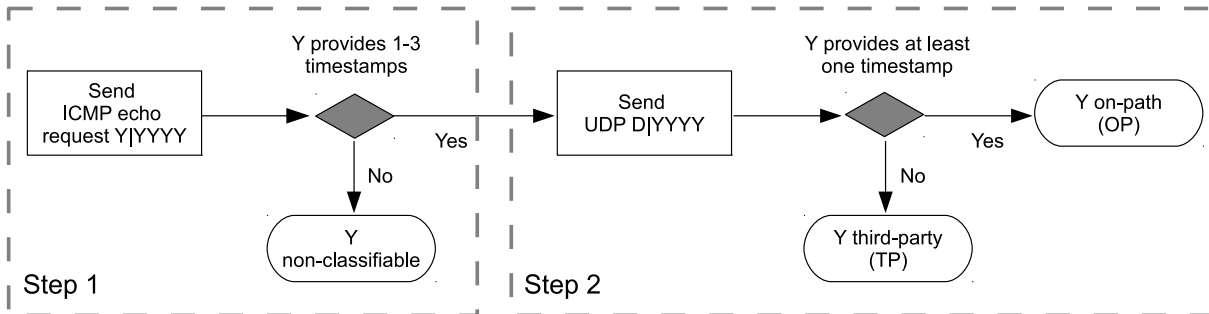 Y provides 1-3
timestamps
Send
ICMP echo
request Y|YYYY
Yes
No
Y
non-classifiable
Step 1
Y provides at least
one timestamp
Send
UDP D|YYYY
Yes
Y on-path
(OP)
No
Y third-party
(TP)
Step 2